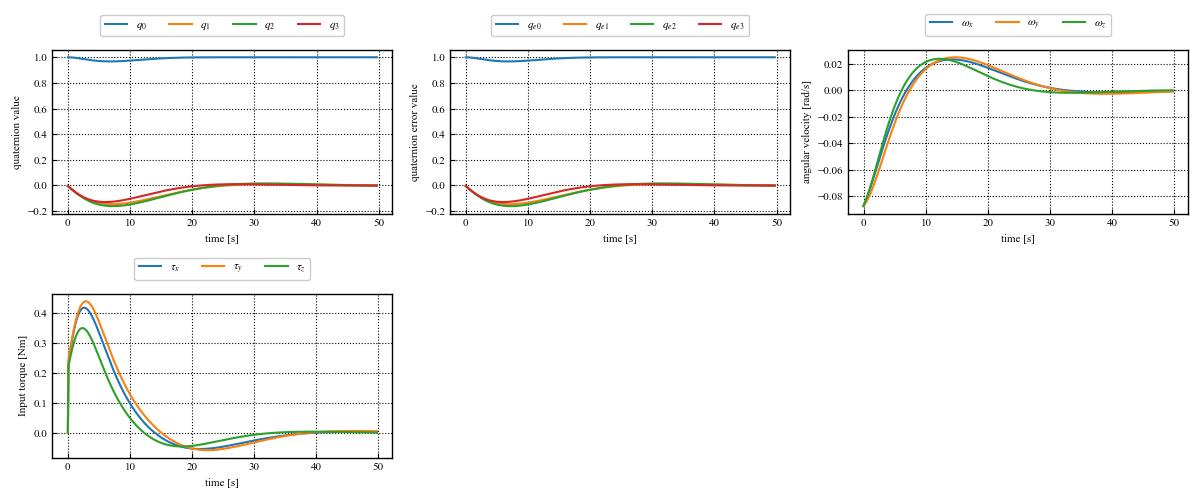 q0 q1 q2 q3
quaternion value
1.0
0.8
0.6
0.4
0.2
0.0
−0.2
0 10 20 30 40 50
time [s]
qe0 qe1 qe2 qe3
quaternion error value
1.0
0.8
0.6
0.4
0.2
0.0
−0.2
0 10 20 30 40 50
time [s]
ωx ωy ωz
angular velocity [rad/s]
0.02
0.00
−0.02
−0.04
−0.06
−0.08
0 10 20 30 40 50
time [s]
τx τy τz
Input torque [Nm]
0.4
0.3
0.2
0.1
0.0
0 10 20 30 40 50
time [s]